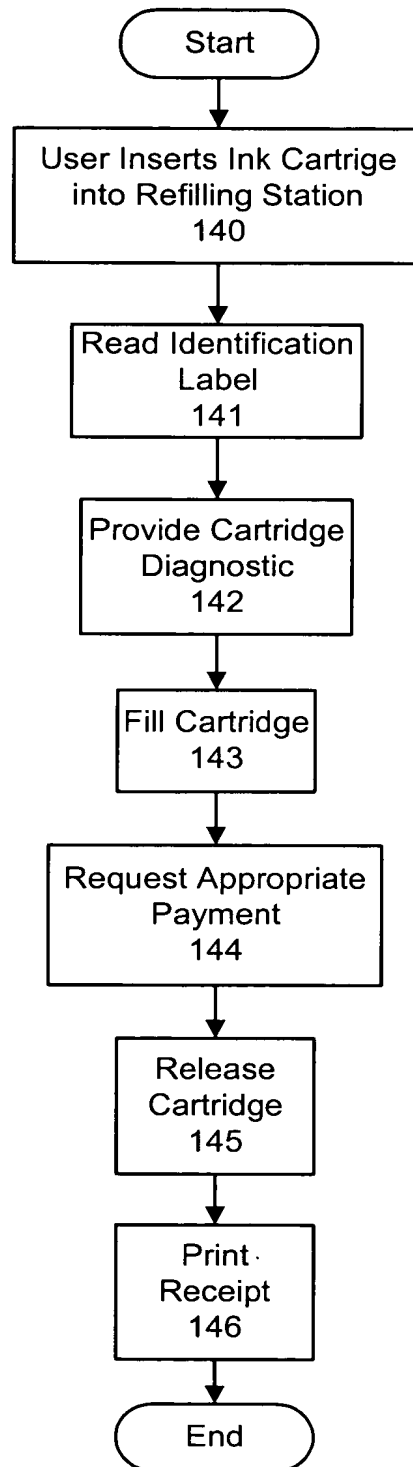 Start
User Inserts Ink Cartrige
into Refilling Station
140
Read Identification
Label
141
Provide Cartridge
Diagnostic
142
Fill Cartridge
143
Request Appropriate
Payment
144
Release
Cartridge
145
Print
Receipt
146
End